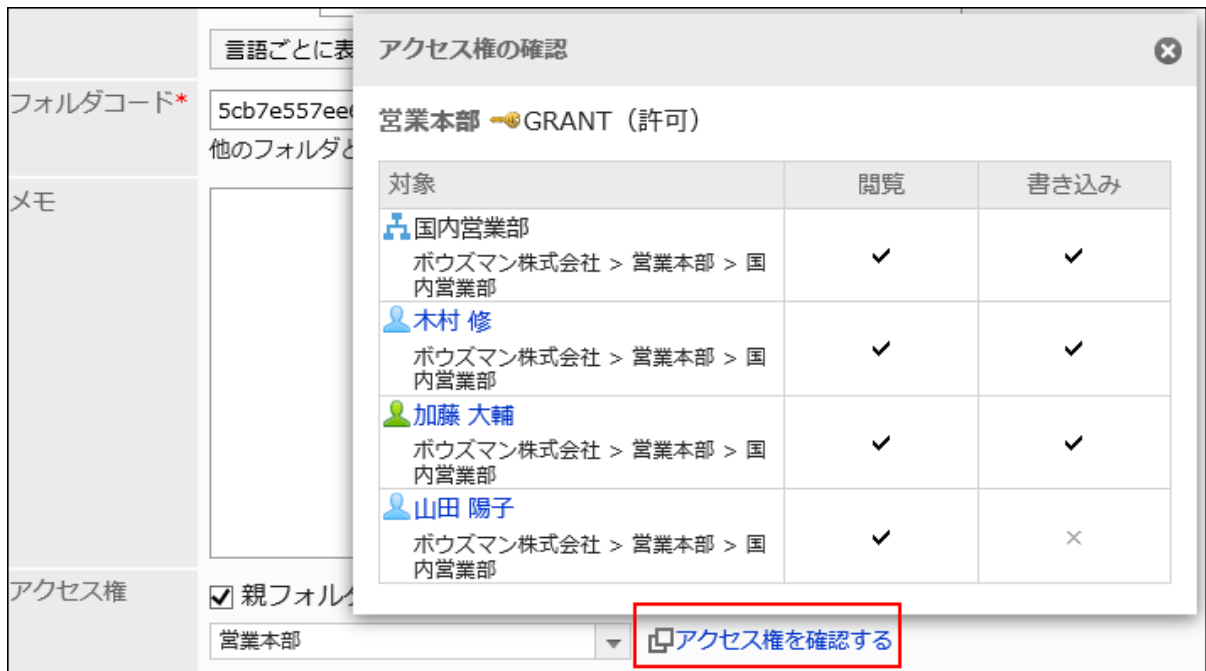 言語ごとに表
アクセス権の確認
フォルダコード*
5cb7e557ee
他のフォルダと
営業本部 GRANT（許可）
対象 閲覧 書き込み
メモ
国内営業部
ボウズマン株式会社 > 営業本部 > 国
内営業部
木村 修
ボウズマン株式会社 > 営業本部 > 国
内営業部
加藤 大輔
ボウズマン株式会社 > 営業本部 > 国
内営業部
山田 陽子
ボウズマン株式会社 > 営業本部 > 国
内営業部
アクセス権
親フォル
営業本部
アクセス権を確認する